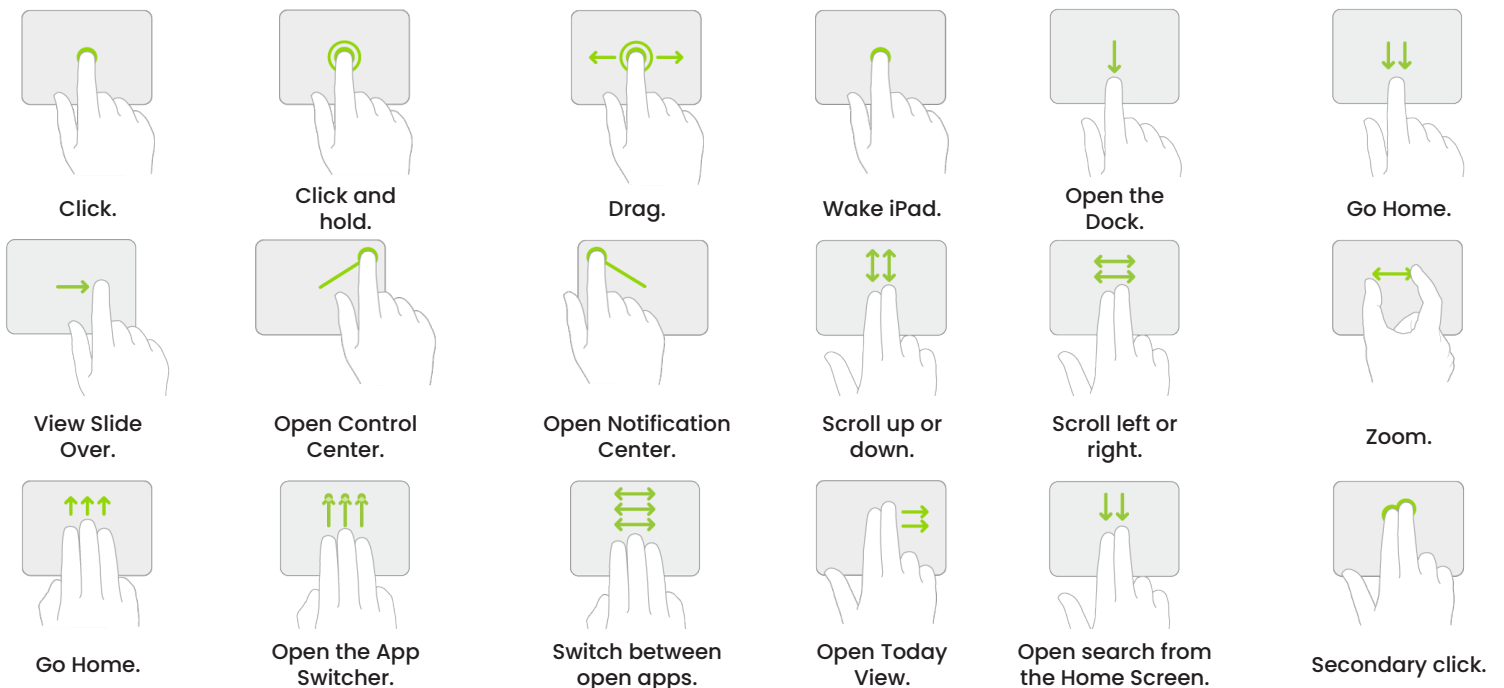 Click.
Click and
hold.
Drag.
Wake iPad.
Open the
Dock.
Go Home.
View Slide
Over.
Open Control
Center.
Open Notification
Center.
Scroll up or
down.
Scroll left or
right.
Zoom.
Go Home.
Open the App
Switcher.
Switch between
open apps.
Open Today
View.
Open search from
the Home Screen.
Secondary click.